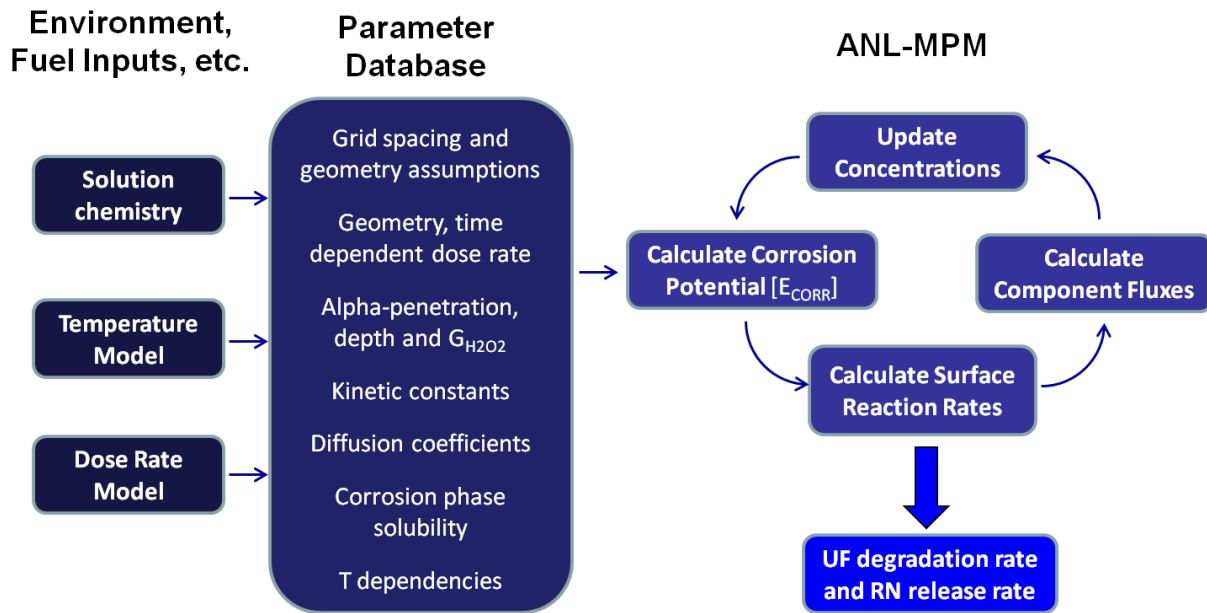 Environment,
Fuel Inputs, etc.
Parameter
Database
ANL-MPM
Solution
chemistry
Temperature
Model
Dose Rate
Model
Grid spacing and
geometry assumptions
Geometry, time
dependent dose rate
Alpha-penetration,
depth and G_H2O2
Kinetic constants
Diffusion coefficients
Corrosion phase
solubility
T dependencies
Update
Concentrations
Calculate Corrosion
Potential [E_CORR]
Calculate
Component Fluxes
Calculate Surface
Reaction Rates
UF degradation rate
and RN release rate